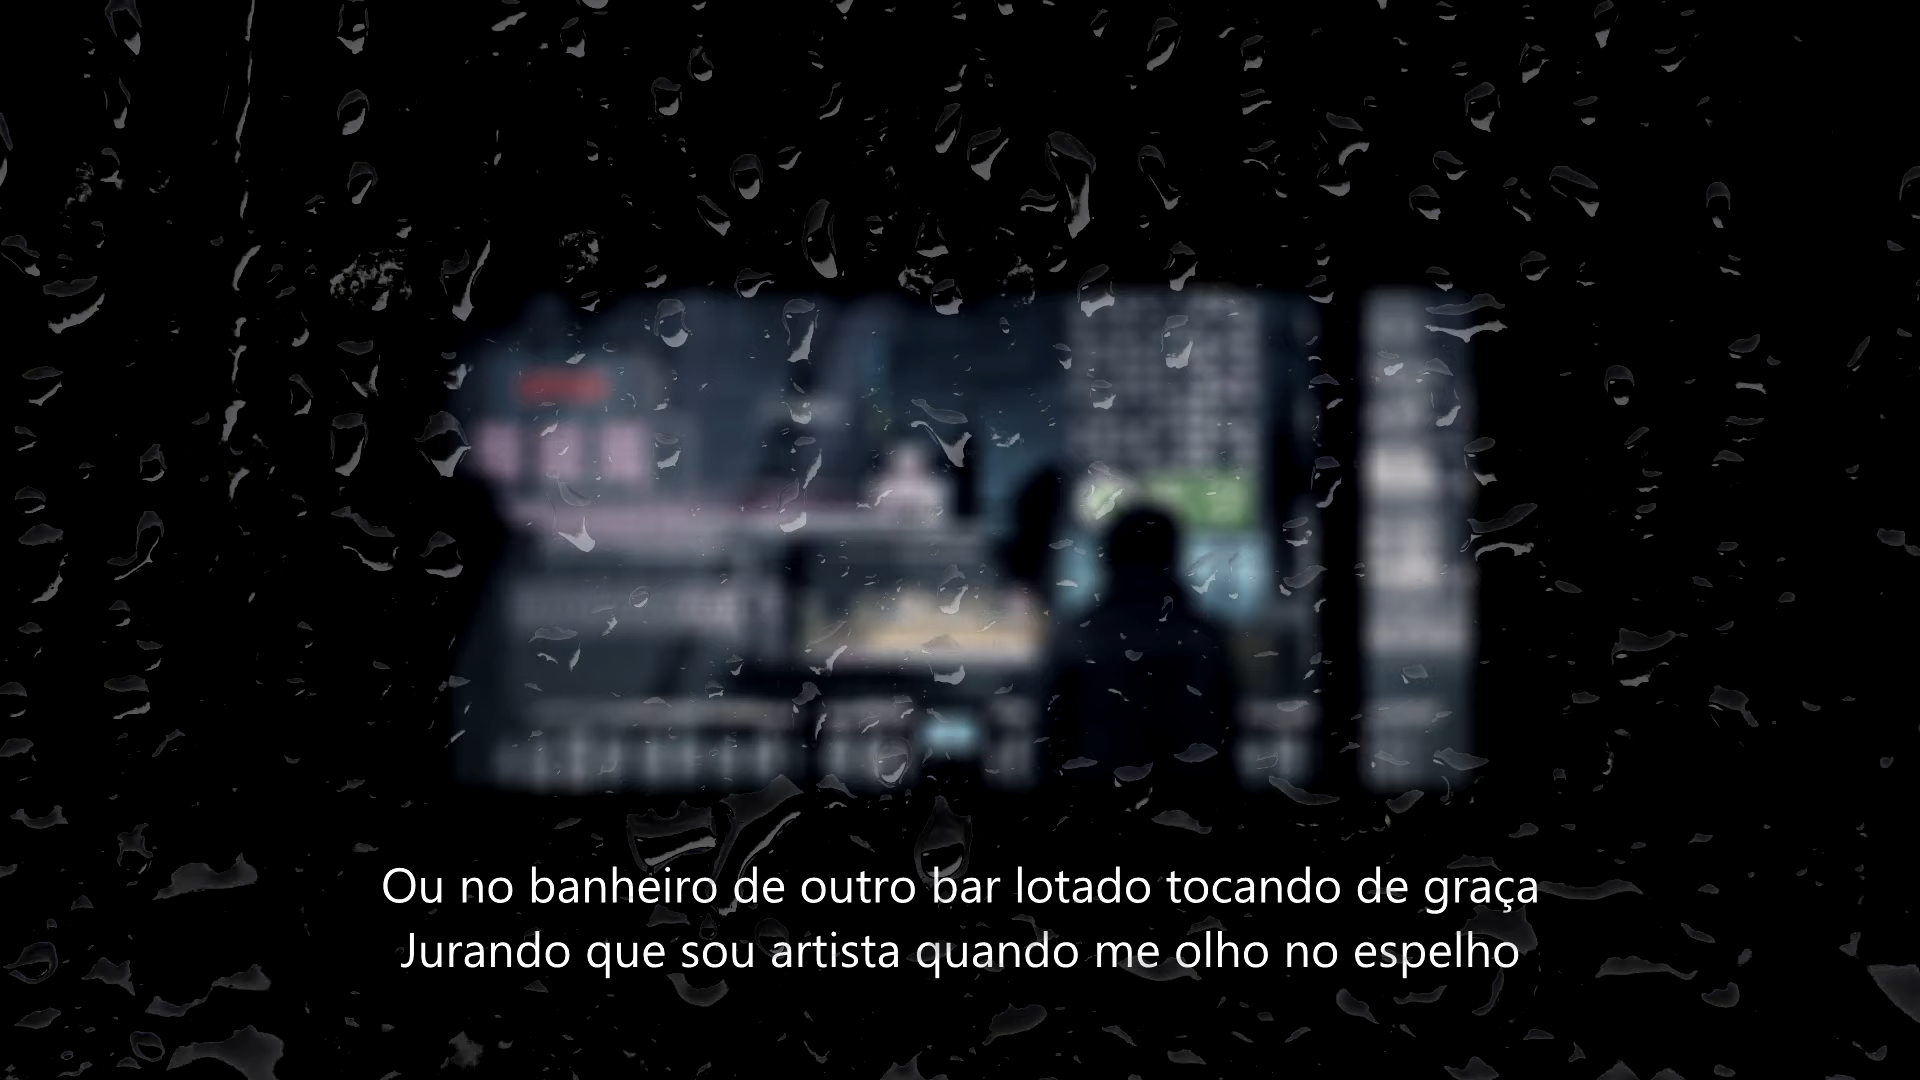 Ou no banheiro de outro bar lotado tocando de graça
Jurando que sou artista quando me olho no espelho